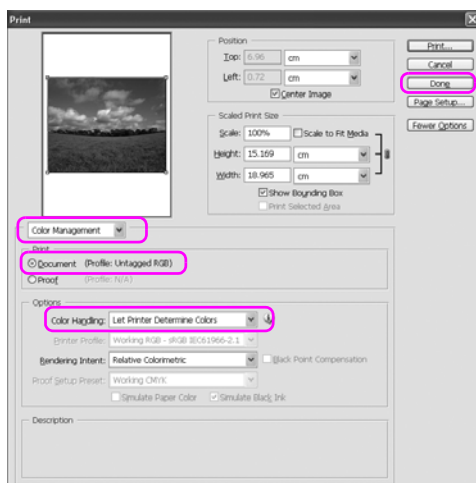 Print
Position
Top: 6.96 cm
Left: 0.72 cm
Center Image
Scaled Print Size
Scale: 100% Scale to Fit Media
Height: 15.169 cm
Width: 18.965 cm
Show Bounding Box
Print Selected Area
Print...
Cancel
Done
Page Setup...
Fewer Options
Color Management
Print
Document (Profile: Untagged RGB)
Proof (Profile: N/A)
Options
Color Handling: Let Printer Determine Colors
Printer Profile: Working RGB - sRGB IEC61966-2.1
Rendering Intent: Relative Colorimetric Black Point Compensation
Proof Setup Preset: Working CMYK
Simulate Paper Color Simulate Black Ink
Description